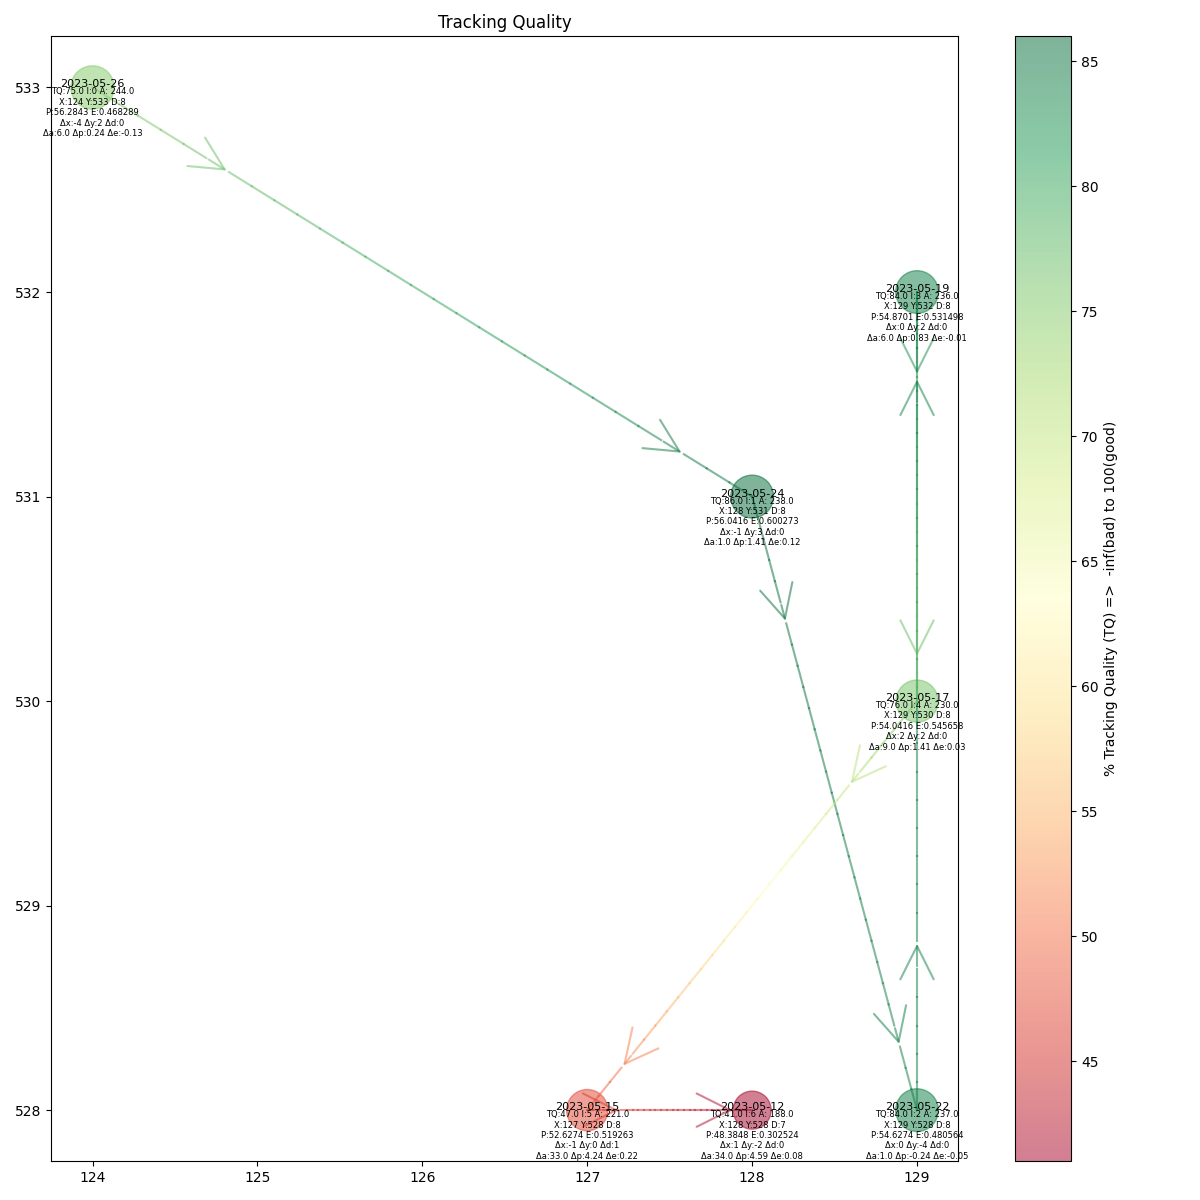 Tracking Quality
2023-05-26
TQ:75.0 I:0 A: 244.0
X:124 Y:533 D:8
P:56.2843 E:0.468289
Δx:-4 Δy:2 Δd:0
Δa:6.0 Δp:0.24 Δe:-0.13
2023-05-19
TQ:84.0 I:3 A: 236.0
X:129 Y:532 D:8
P:54.8701 E:0.531498
Δx:0 Δy:2 Δd:0
Δa:6.0 Δp:0.83 Δe:-0.01
2023-05-24
TQ:86.0 I:1 A: 238.0
X:128 Y:531 D:8
P:56.0416 E:0.600273
Δx:-1 Δy:3 Δd:0
Δa:1.0 Δp:1.41 Δe:0.12
2023-05-17
TQ:76.0 I:4 A: 230.0
X:129 Y:530 D:8
P:54.0416 E:0.545658
Δx:2 Δy:2 Δd:0
Δa:9.0 Δp:1.41 Δe:0.03
2023-05-15
TQ:47.0 I:5 A: 221.0
X:127 Y:528 D:8
P:52.6274 E:0.519263
Δx:-1 Δy:0 Δd:1
Δa:33.0 Δp:4.24 Δe:0.22
2023-05-12
TQ:41.0 I:6 A: 188.0
X:128 Y:528 D:7
P:48.3848 E:0.302524
Δx:1 Δy:-2 Δd:0
Δa:34.0 Δp:4.59 Δe:0.08
2023-05-22
TQ:84.0 I:2 A: 237.0
X:129 Y:528 D:8
P:54.6274 E:0.480564
Δx:0 Δy:-4 Δd:0
Δa:1.0 Δp:-0.24 Δe:-0.05
533
532
531
530
529
528
124
125
126
127
128
129
85
80
75
70
65
60
55
50
45
% Tracking Quality (TQ) => -inf(bad) to 100(good)